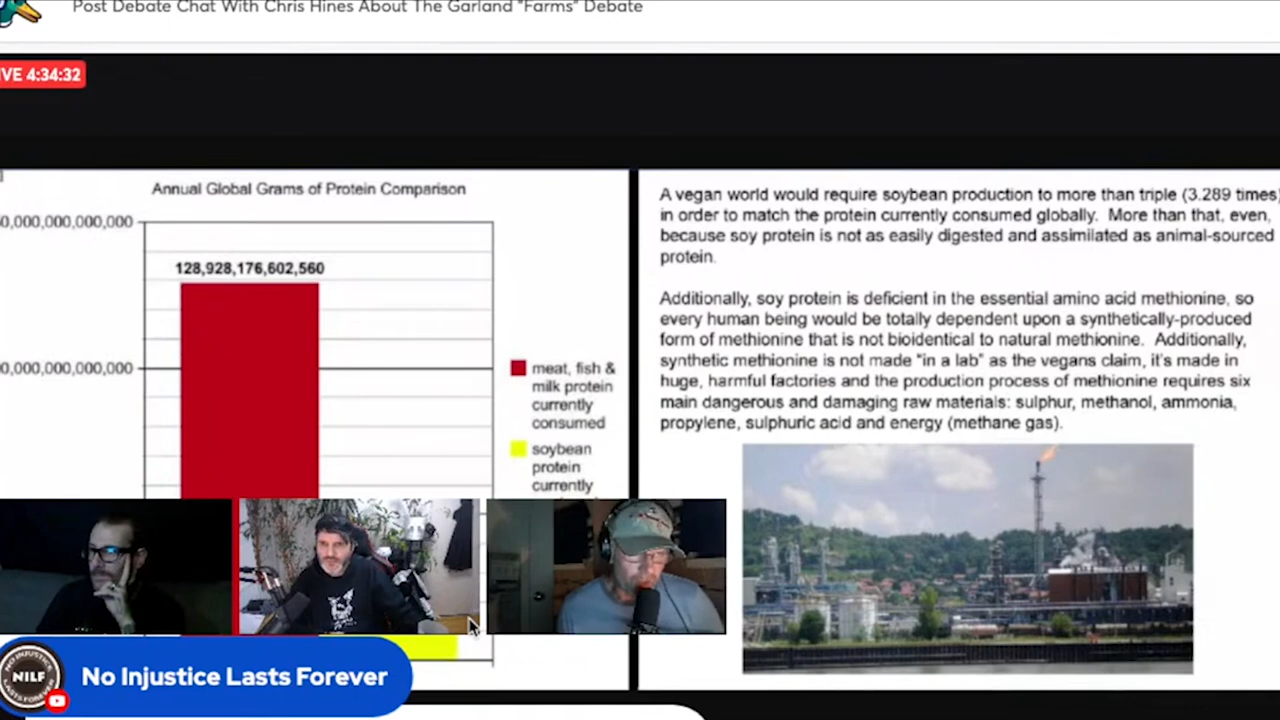 Post Debate Chat With Chris Hines About The Garland "Farms" Debate
VE 4:34:32
Annual Global Grams of Protein Comparison
0,000,000,000,000
128,928,176,602,560
0,000,000,000,000
meat, fish &
milk protein
currently
consumed
soybean
protein
currently
A vegan world would require soybean production to more than triple (3.289 times)
in order to match the protein currently consumed globally. More than that, even,
because soy protein is not as easily digested and assimilated as animal-sourced
protein.
Additionally, soy protein is deficient in the essential amino acid methionine, so
every human being would be totally dependent upon a synthetically-produced
form of methionine that is not bioidentical to natural methionine. Additionally,
synthetic methionine is not made "in a lab" as the vegans claim, it's made in
huge, harmful factories and the production process of methionine requires six
main dangerous and damaging raw materials: sulphur, methanol, ammonia,
propylene, sulphuric acid and energy (methane gas).
NO INJUSTICE
NILF
LASTS FOREVER
No Injustice Lasts Forever